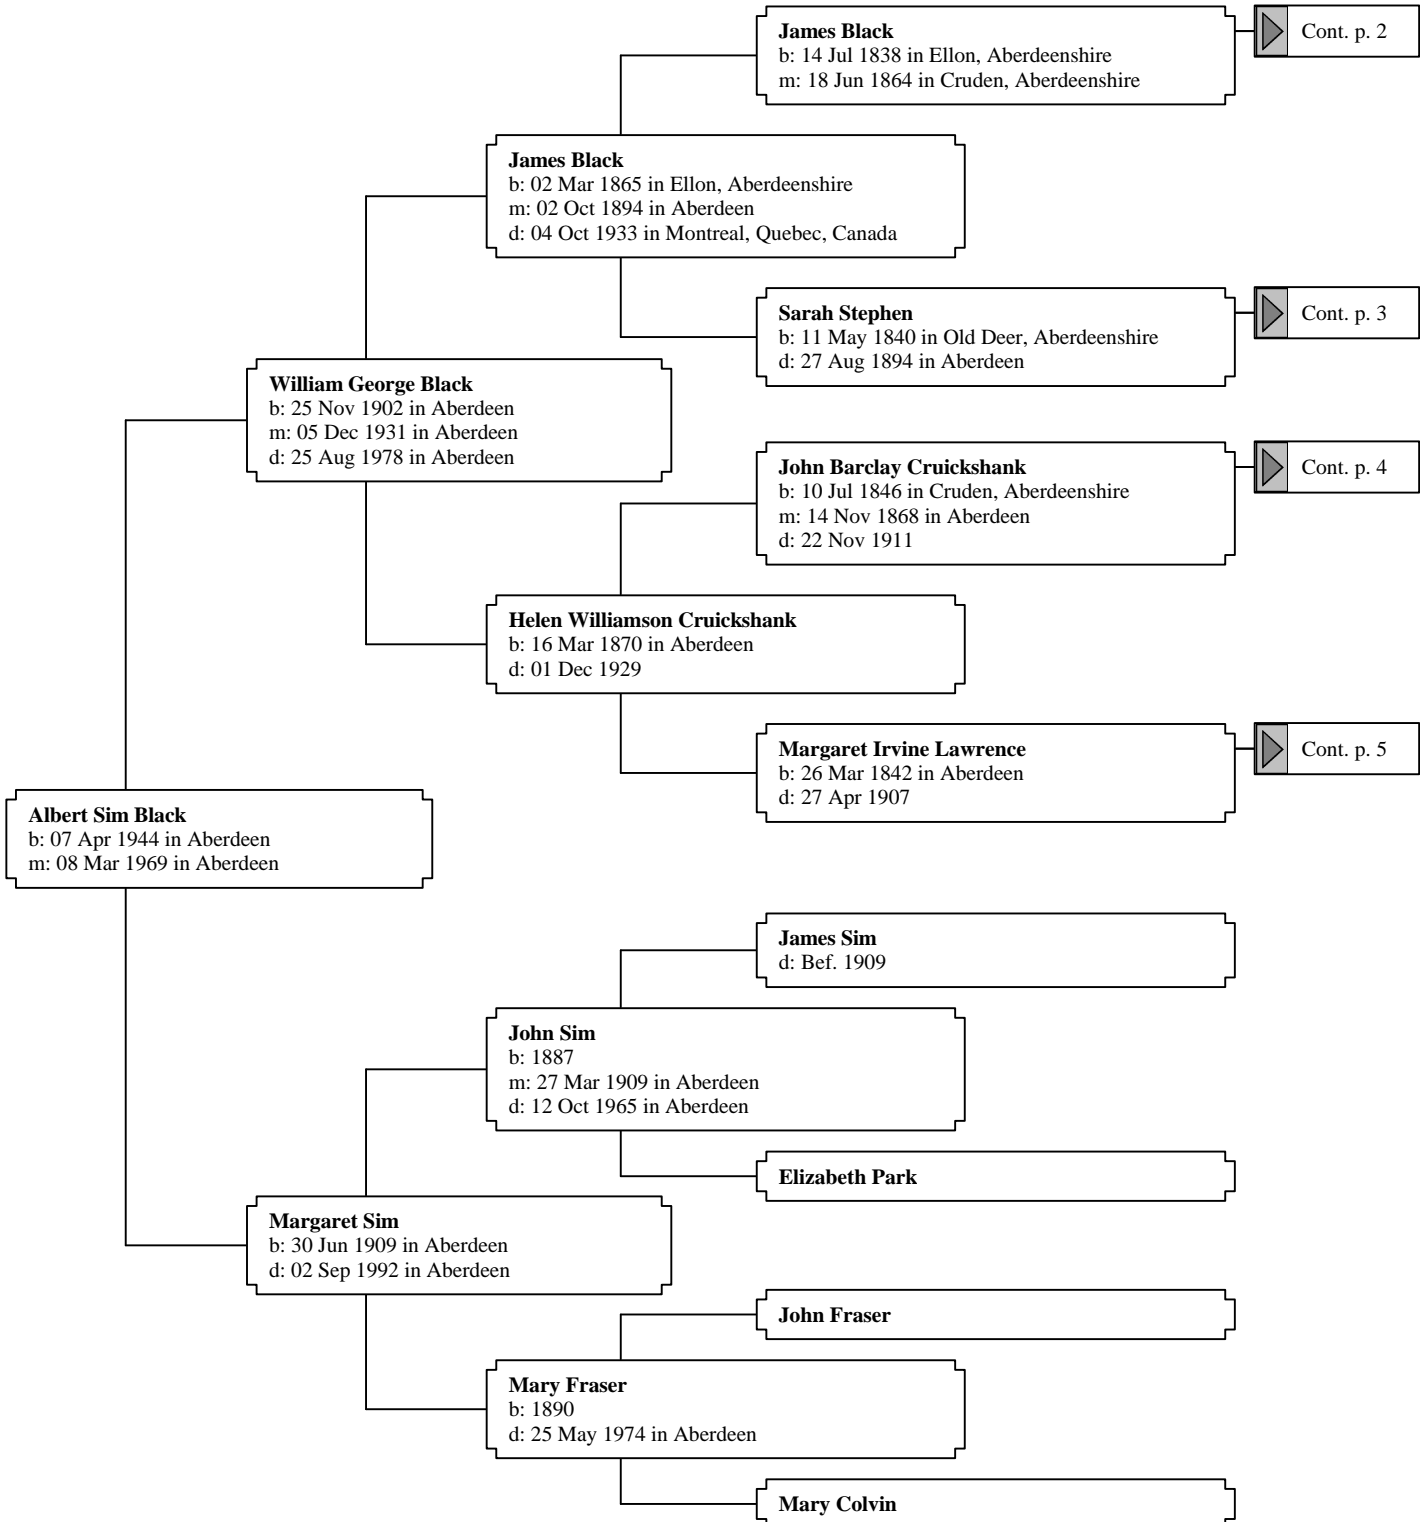 James Black
b: 14 Jul 1838 in Ellon, Aberdeenshire
m: 18 Jun 1864 in Cruden, Aberdeenshire
Cont. p. 2
James Black
b: 02 Mar 1865 in Ellon, Aberdeenshire
m: 02 Oct 1894 in Aberdeen
d: 04 Oct 1933 in Montreal, Quebec, Canada
Sarah Stephen
b: 11 May 1840 in Old Deer, Aberdeenshire
d: 27 Aug 1894 in Aberdeen
Cont. p. 3
William George Black
b: 25 Nov 1902 in Aberdeen
m: 05 Dec 1931 in Aberdeen
d: 25 Aug 1978 in Aberdeen
John Barclay Cruickshank
b: 10 Jul 1846 in Cruden, Aberdeenshire
m: 14 Nov 1868 in Aberdeen
d: 22 Nov 1911
Cont. p. 4
Helen Williamson Cruickshank
b: 16 Mar 1870 in Aberdeen
d: 01 Dec 1929
Margaret Irvine Lawrence
b: 26 Mar 1842 in Aberdeen
d: 27 Apr 1907
Cont. p. 5
Albert Sim Black
b: 07 Apr 1944 in Aberdeen
m: 08 Mar 1969 in Aberdeen
James Sim
d: Bef. 1909
John Sim
b: 1887
m: 27 Mar 1909 in Aberdeen
d: 12 Oct 1965 in Aberdeen
Elizabeth Park
Margaret Sim
b: 30 Jun 1909 in Aberdeen
d: 02 Sep 1992 in Aberdeen
John Fraser
Mary Fraser
b: 1890
d: 25 May 1974 in Aberdeen
Mary Colvin